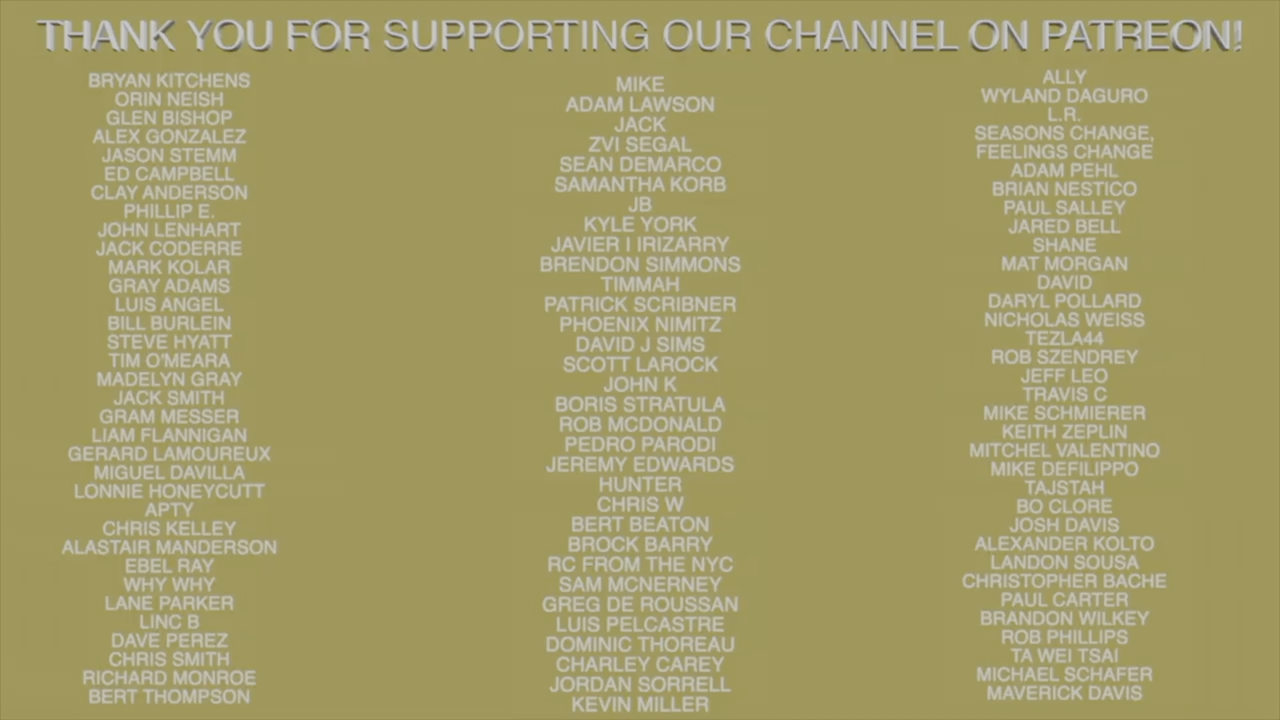 THANK YOU FOR SUPPORTING OUR CHANNEL ON PATREON!
BRYAN KITCHENS
ORIN NEISH
GLEN BISHOP
ALEX GONZALEZ
JASON STEMM
ED CAMPBELL
CLAY ANDERSON
PHILLIP E.
JOHN LENHART
JACK CODERRE
MARK KOLAR
GRAY ADAMS
LUIS ANGEL
BILL BURLEIN
STEVE HYATT
TIM O'MEARA
MADELYN GRAY
JACK SMITH
GRAM MESSER
LIAM FLANNIGAN
GERARD LAMOUREUX
MIGUEL DAVILLA
LONNIE HONEYCUTT
APTY
CHRIS KELLEY
ALASTAIR MANDERSON
EBEL RAY
WHY WHY
LANE PARKER
LINC B
DAVE PEREZ
CHRIS SMITH
RICHARD MONROE
BERT THOMPSON
MIKE
ADAM LAWSON
JACK
ZVI SEGAL
SEAN DEMARCO
SAMANTHA KORB
JB
KYLE YORK
JAVIER I IRIZARRY
BRENDON SIMMONS
TIMMAH
PATRICK SCRIBNER
PHOENIX NIMITZ
DAVID J SIMS
SCOTT LAROCK
JOHN K
BORIS STRATULA
ROB MCDONALD
PEDRO PARODI
JEREMY EDWARDS
HUNTER
CHRIS W
BERT BEATON
BROCK BARRY
RC FROM THE NYC
SAM MCNERNEY
GREG DE ROUSSAN
LUIS PELCASTRE
DOMINIC THOREAU
CHARLEY CAREY
JORDAN SORRELL
KEVIN MILLER
ALLY
WYLAND DAGURO
L.R.
SEASONS CHANGE,
FEELINGS CHANGE
ADAM PEHL
BRIAN NESTICO
PAUL SALLEY
JARED BELL
SHANE
MAT MORGAN
DAVID
DARYL POLLARD
NICHOLAS WEISS
TEZLA44
ROB SZENDREY
JEFF LEO
TRAVIS C
MIKE SCHMIERER
KEITH ZEPLIN
MITCHEL VALENTINO
MIKE DEFILIPPO
TAJSTAH
BO CLORE
JOSH DAVIS
ALEXANDER KOLTO
LANDON SOUSA
CHRISTOPHER BACHE
PAUL CARTER
BRANDON WILKEY
ROB PHILLIPS
TA WEI TSAI
MICHAEL SCHAFER
MAVERICK DAVIS